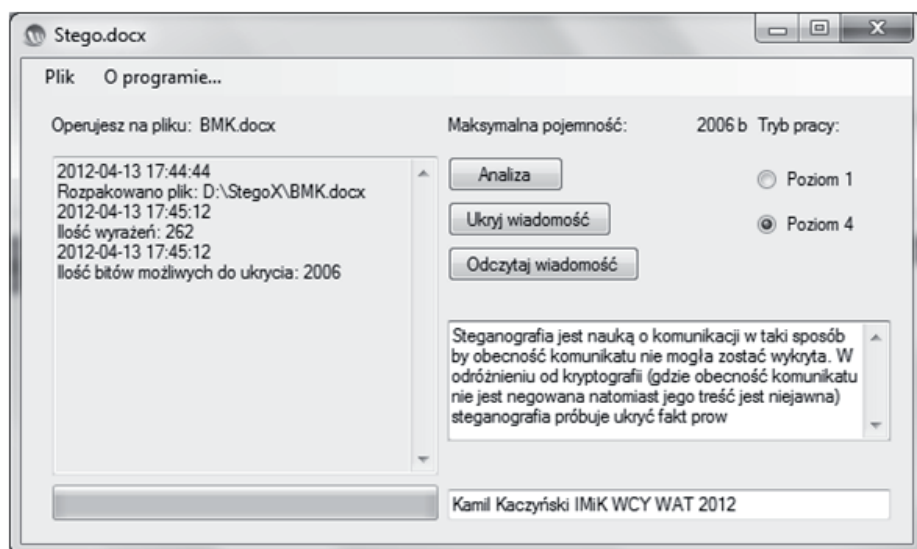 Stego.docx
Plik O programie...
Operujesz na pliku: BMK.docx
Maksymalna pojemność: 2006 b Tryb pracy:
2012-04-13 17:44:44
Rozpakowano plik: D:\StegoX\BMK.docx
2012-04-13 17:45:12
Ilość wyrażeń: 262
2012-04-13 17:45:12
Ilość bitów możliwych do ukrycia: 2006
Analiza
Ukryj wiadomość
Odczytaj wiadomość
Poziom 1
Poziom 4
Steganografia jest nauką o komunikacji w taki sposób
by obecność komunikatu nie mogła zostać wykryta. W
odróżnieniu od kryptografii (gdzie obecność komunikatu
nie jest negowana natomiast jego treść jest niejawna)
steganografia próbuje ukryć fakt prow
Kamil Kaczyński IMiK WCY WAT 2012